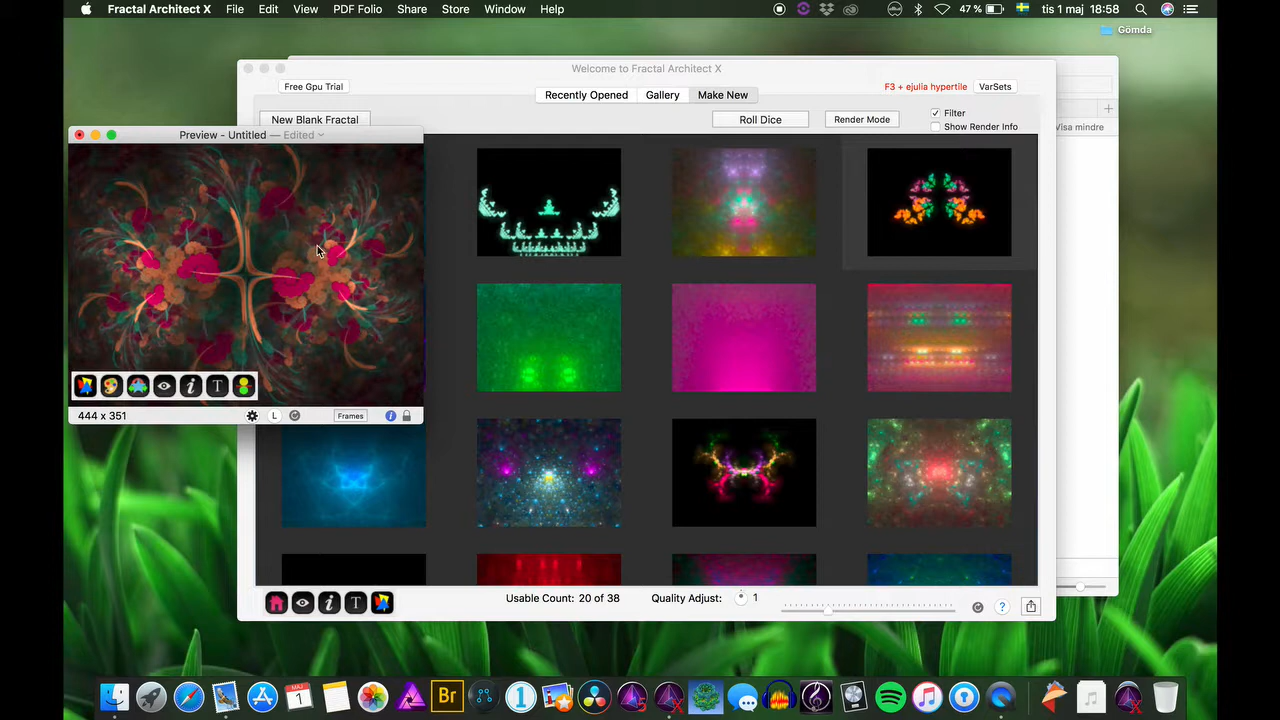 Fractal Architect X File Edit View PDF Folio Share Store Window Help 47 % tis 1 maj 18:58
Gömda
Welcome to Fractal Architect X
Free Gpu Trial
Recently Opened Gallery Make New
F3 + ejulia hypertile VarSets
New Blank Fractal Roll Dice Render Mode
Filter
Show Render Info
Visa mindre
Preview - Untitled — Edited
444 x 351 L Frames
Usable Count: 20 of 38 Quality Adjust: 1
MAJ
1
Br
1